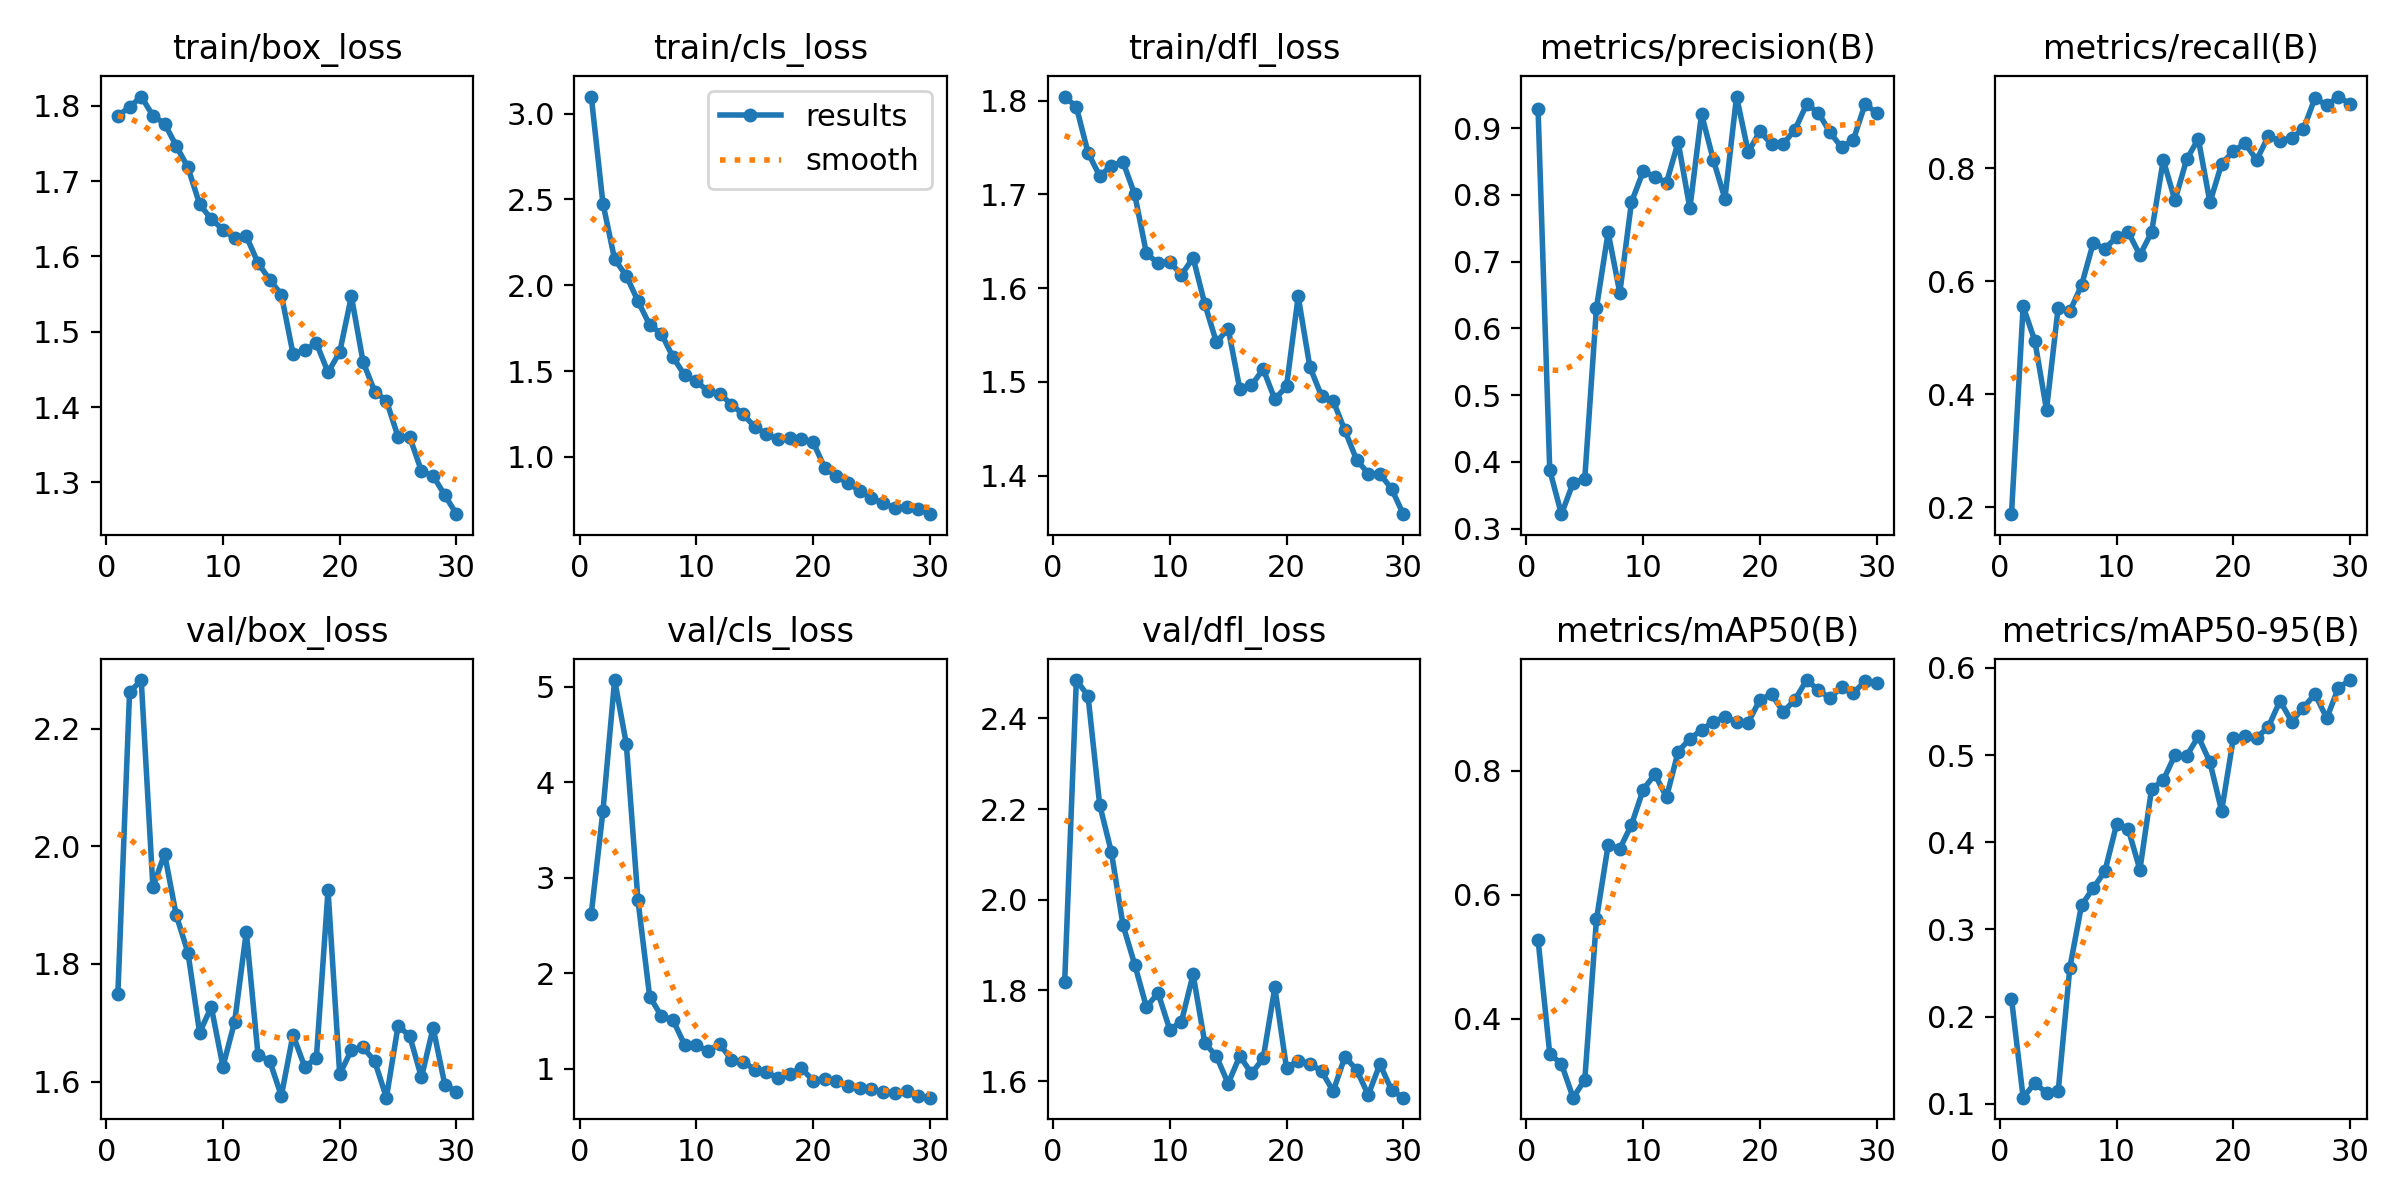 train/box_loss
train/cls_loss
train/dfl_loss
metrics/precision(B)
metrics/recall(B)
1.8
1.7
1.6
1.5
1.4
1.3
0 10 20 30
3.0
2.5
2.0
1.5
1.0
results
smooth
0 10 20 30
1.8
1.7
1.6
1.5
1.4
0 10 20 30
0.9
0.8
0.7
0.6
0.5
0.4
0.3
0 10 20 30
0.8
0.6
0.4
0.2
0 10 20 30
val/box_loss
val/cls_loss
val/dfl_loss
metrics/mAP50(B)
metrics/mAP50-95(B)
2.2
2.0
1.8
1.6
0 10 20 30
5
4
3
2
1
0 10 20 30
2.4
2.2
2.0
1.8
1.6
0 10 20 30
0.8
0.6
0.4
0 10 20 30
0.6
0.5
0.4
0.3
0.2
0.1
0 10 20 30